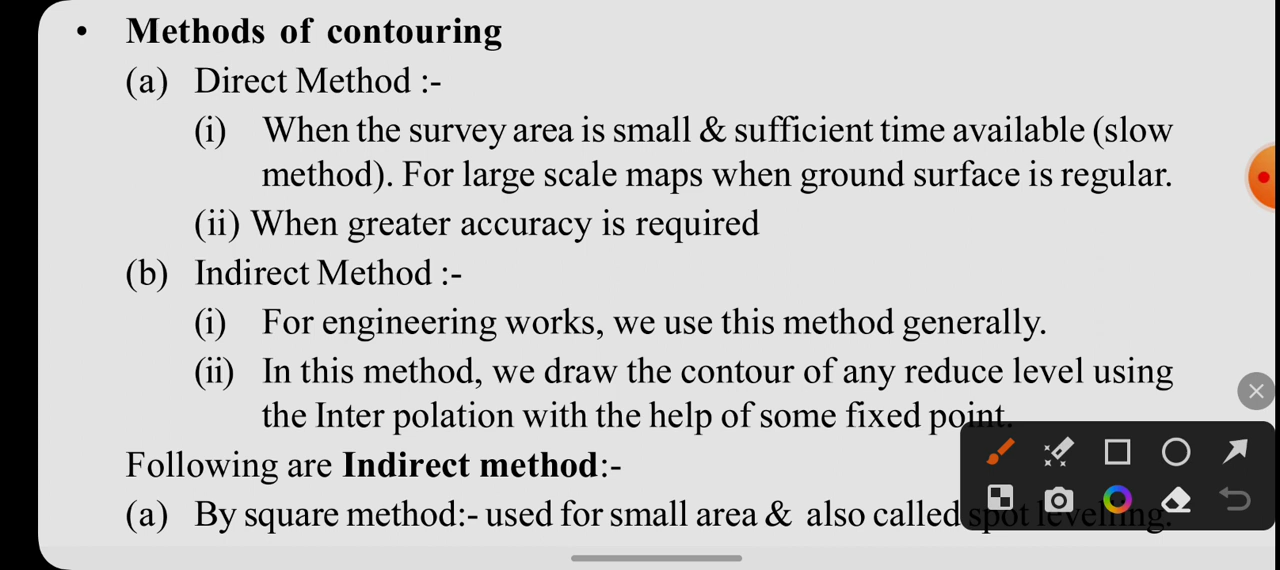 • Methods of contouring
(a) Direct Method :-
(i) When the survey area is small & sufficient time available (slow
method). For large scale maps when ground surface is regular.
(ii) When greater accuracy is required
(b) Indirect Method :-
(i) For engineering works, we use this method generally.
(ii) In this method, we draw the contour of any reduce level using
the Inter polation with the help of some fixed point.
Following are Indirect method:-
(a) By square method:- used for small area & also called spot levelling.